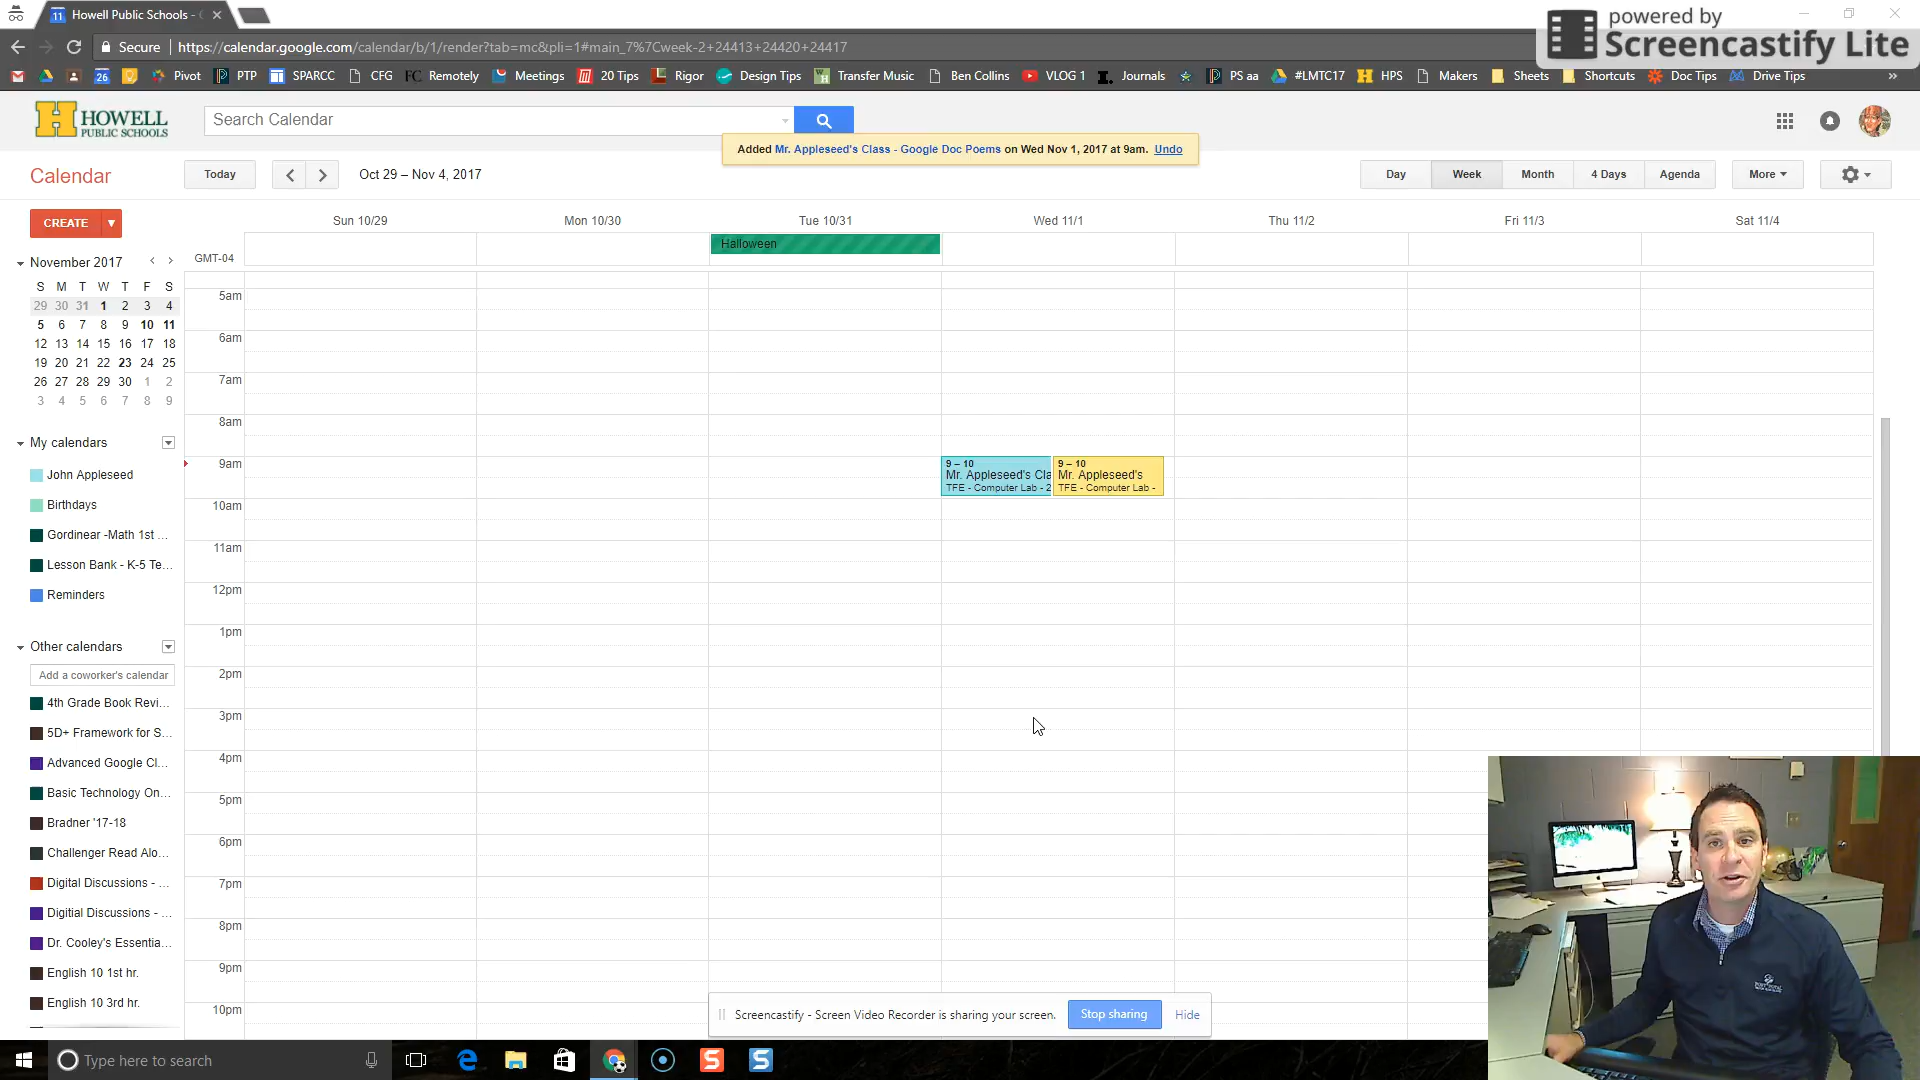 Howell Public Schools -
powered by
Screencastify Lite
Secure
https://calendar.google.com/calendar/b/1/render?tab=mc&pli=1#main_7%7Cweek-2+24413+24420+24417
26 Pivot PTP SPARCC CFG FC Remotely Meetings 20 Tips Rigor Design Tips Transfer Music Ben Collins VLOG 1 Journals PS aa #LMTC17 HPS Makers Sheets Shortcuts Doc Tips Drive Tips »
H HOWELL
PUBLIC SCHOOLS
Search Calendar
Added Mr. Appleseed's Class - Google Doc Poems on Wed Nov 1, 2017 at 9am. Undo
Calendar
Today
Oct 29 – Nov 4, 2017
Day Week Month 4 Days Agenda
More
CREATE
Sun 10/29 Mon 10/30 Tue 10/31 Wed 11/1 Thu 11/2 Fri 11/3 Sat 11/4
GMT-04
Halloween
November 2017
S M T W T F S
29 30 31 1 2 3 4
5 6 7 8 9 10 11
12 13 14 15 16 17 18
19 20 21 22 23 24 25
26 27 28 29 30 1 2
3 4 5 6 7 8 9
My calendars
John Appleseed
Birthdays
Gordinear -Math 1st ...
Lesson Bank - K-5 Te...
Reminders
Other calendars
Add a coworker's calendar
4th Grade Book Revi...
5D+ Framework for S...
Advanced Google Cl...
Basic Technology On...
Bradner '17-18
Challenger Read Alo...
Digital Discussions - ...
Digitial Discussions - ...
Dr. Cooley's Essentia...
English 10 1st hr.
English 10 3rd hr.
5am
6am
7am
8am
9am
10am
11am
12pm
1pm
2pm
3pm
4pm
5pm
6pm
7pm
8pm
9pm
10pm
9 – 10
Mr. Appleseed's Cla
TFE - Computer Lab - 2
9 – 10
Mr. Appleseed's
TFE - Computer Lab -
Screencastify - Screen Video Recorder is sharing your screen.
Stop sharing
Hide
Type here to search